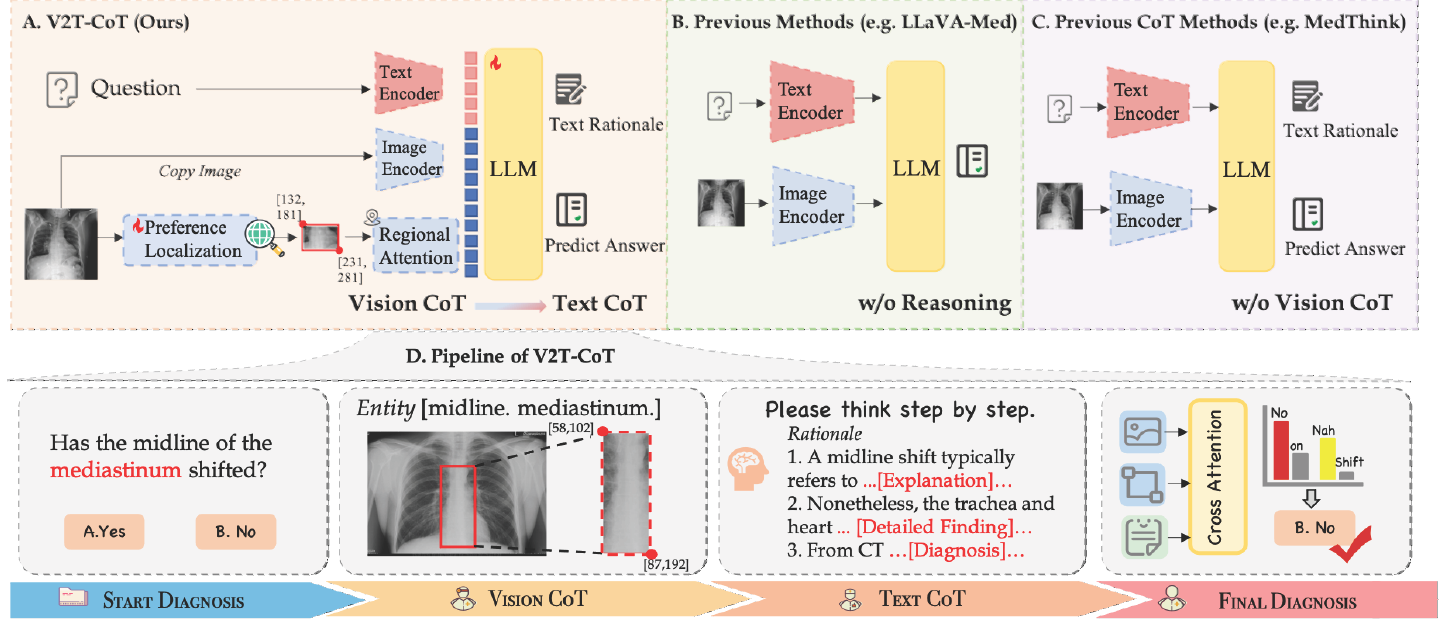 A. V2T-CoT (Ours)
Question
Text
Encoder
Copy Image
Image
Encoder
Preference
Localization
[132,
181]
[231,
281]
Regional
Attention
LLM
Text Rationale
Predict Answer
Vision CoT
Text CoT
B. Previous Methods (e.g. LLaVA-Med)
Text
Encoder
Image
Encoder
LLM
w/o Reasoning
C. Previous CoT Methods (e.g. MedThink)
Text
Encoder
Image
Encoder
LLM
Text Rationale
Predict Answer
w/o Vision CoT
D. Pipeline of V2T-CoT
Has the midline of the
mediastinum shifted?
A.Yes
B. No
Entity [midline. mediastinum.]
[58,102]
[87,192]
Please think step by step.
Rationale
1. A midline shift typically
refers to ...[Explanation]...
2. Nonetheless, the trachea and
heart ... [Detailed Finding]...
3. From CT ...[Diagnosis]...
Cross Attention
No
on
Nah
Shift
B. No
START DIAGNOSIS
VISION COT
TEXT COT
FINAL DIAGNOSIS